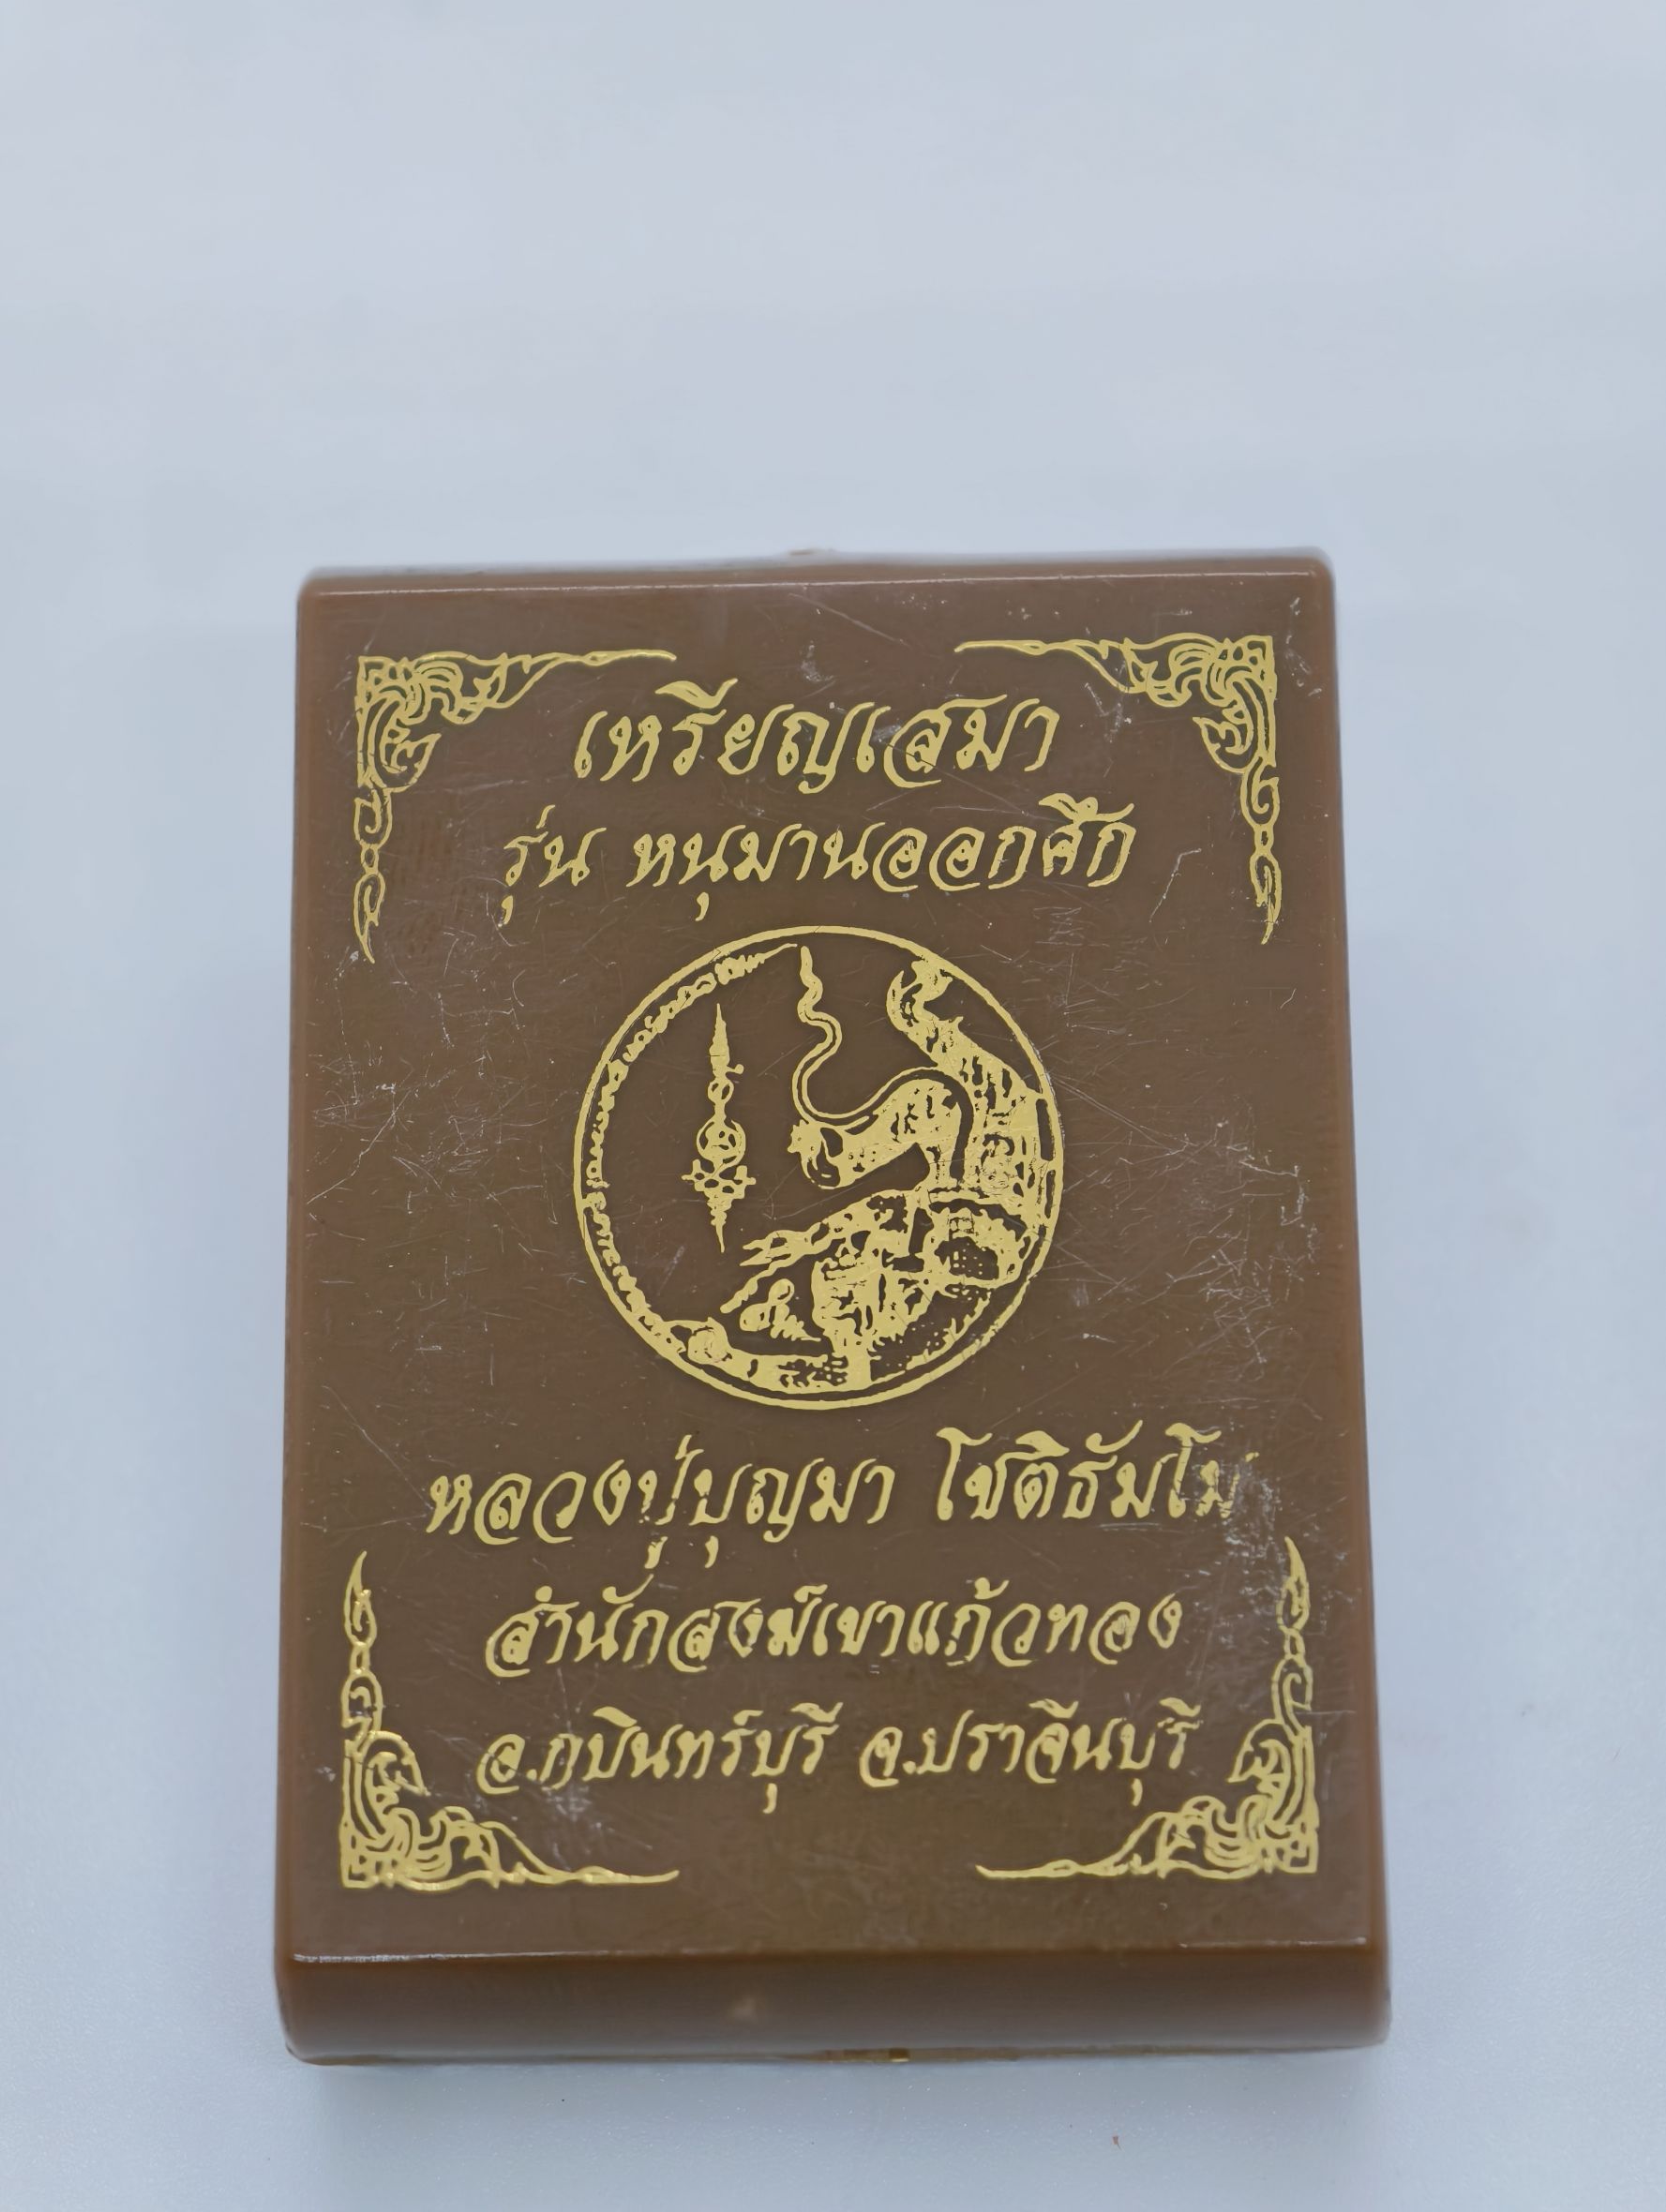 เหรียญเสมา
รุ่น หนุมานออกศึก
หลวงปู่บุญมา โชติธัมโม
สำนักสงฆ์เขาแก้วทอง
อ.กบินทร์บุรี จ.ปราจีนบุรี